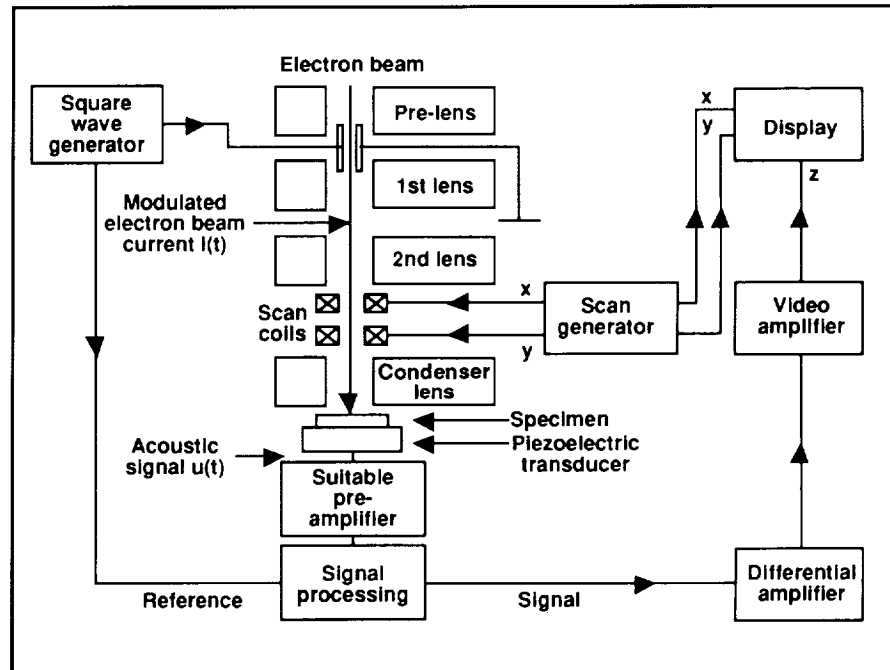 Electron beam
Square
wave
generator
Pre-lens
x
y
Display
z
1st lens
Modulated
electron beam
current I(t)
2nd lens
x
Scan
coils
y
Scan
generator
Video
amplifier
Condenser
lens
Specimen
Piezoelectric
transducer
Acoustic
signal u(t)
Suitable
pre-
amplifier
Signal
processing
Reference
Signal
Differential
amplifier